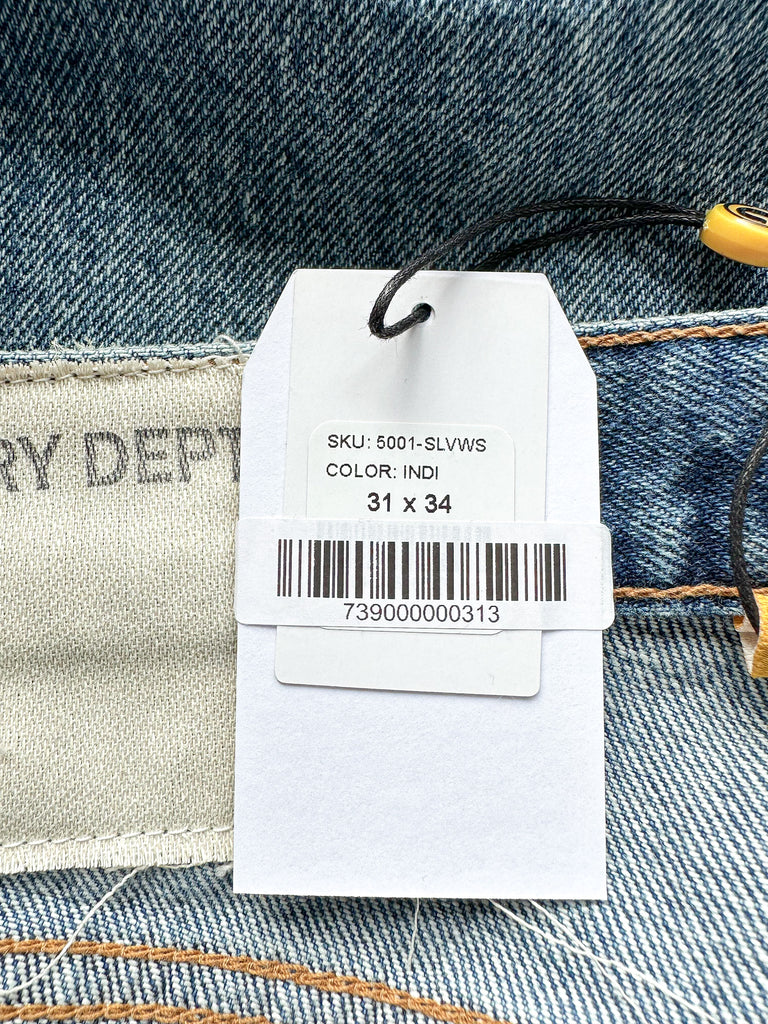 RY DEPT
SKU: 5001-SLVWS
COLOR: INDI
31 x 34
739000000313